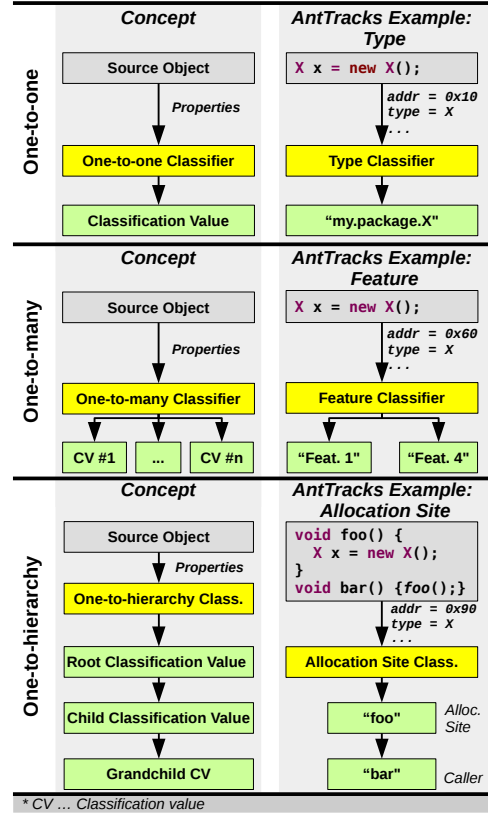 One-to-one
Concept
Source Object
Properties
One-to-one Classifier
Classification Value
AntTracks Example:
Type
X x = new X();
addr = 0x10
type = X
...
Type Classifier
“my.package.X"
One-to-many
Concept
Source Object
Properties
One-to-many Classifier
CV #1
...
CV #n
AntTracks Example:
Feature
X x = new X();
addr = 0x60
type = X
...
Feature Classifier
“Feat. 1"
“Feat. 4"
One-to-hierarchy
Concept
Source Object
Properties
One-to-hierarchy Class.
Root Classification Value
Child Classification Value
Grandchild CV
AntTracks Example:
Allocation Site
void foo() {
X x = new X();
}
void bar() {foo();}
addr = 0x90
type = X
...
Allocation Site Class.
“foo"
Alloc.
Site
“bar"
Caller
* CV ... Classification value